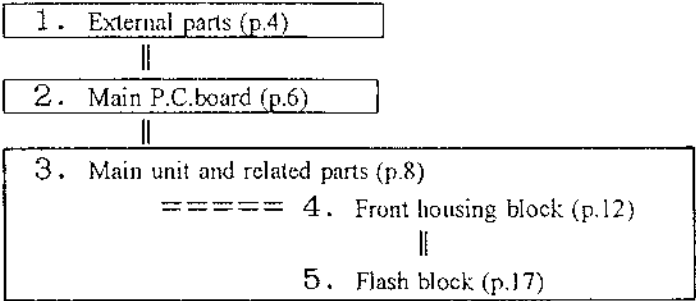 1. External parts (p.4)
2. Main P.C.board (p.6)
3. Main unit and related parts (p.8)
===== 4. Front housing block (p.12)
5. Flash block (p.17)